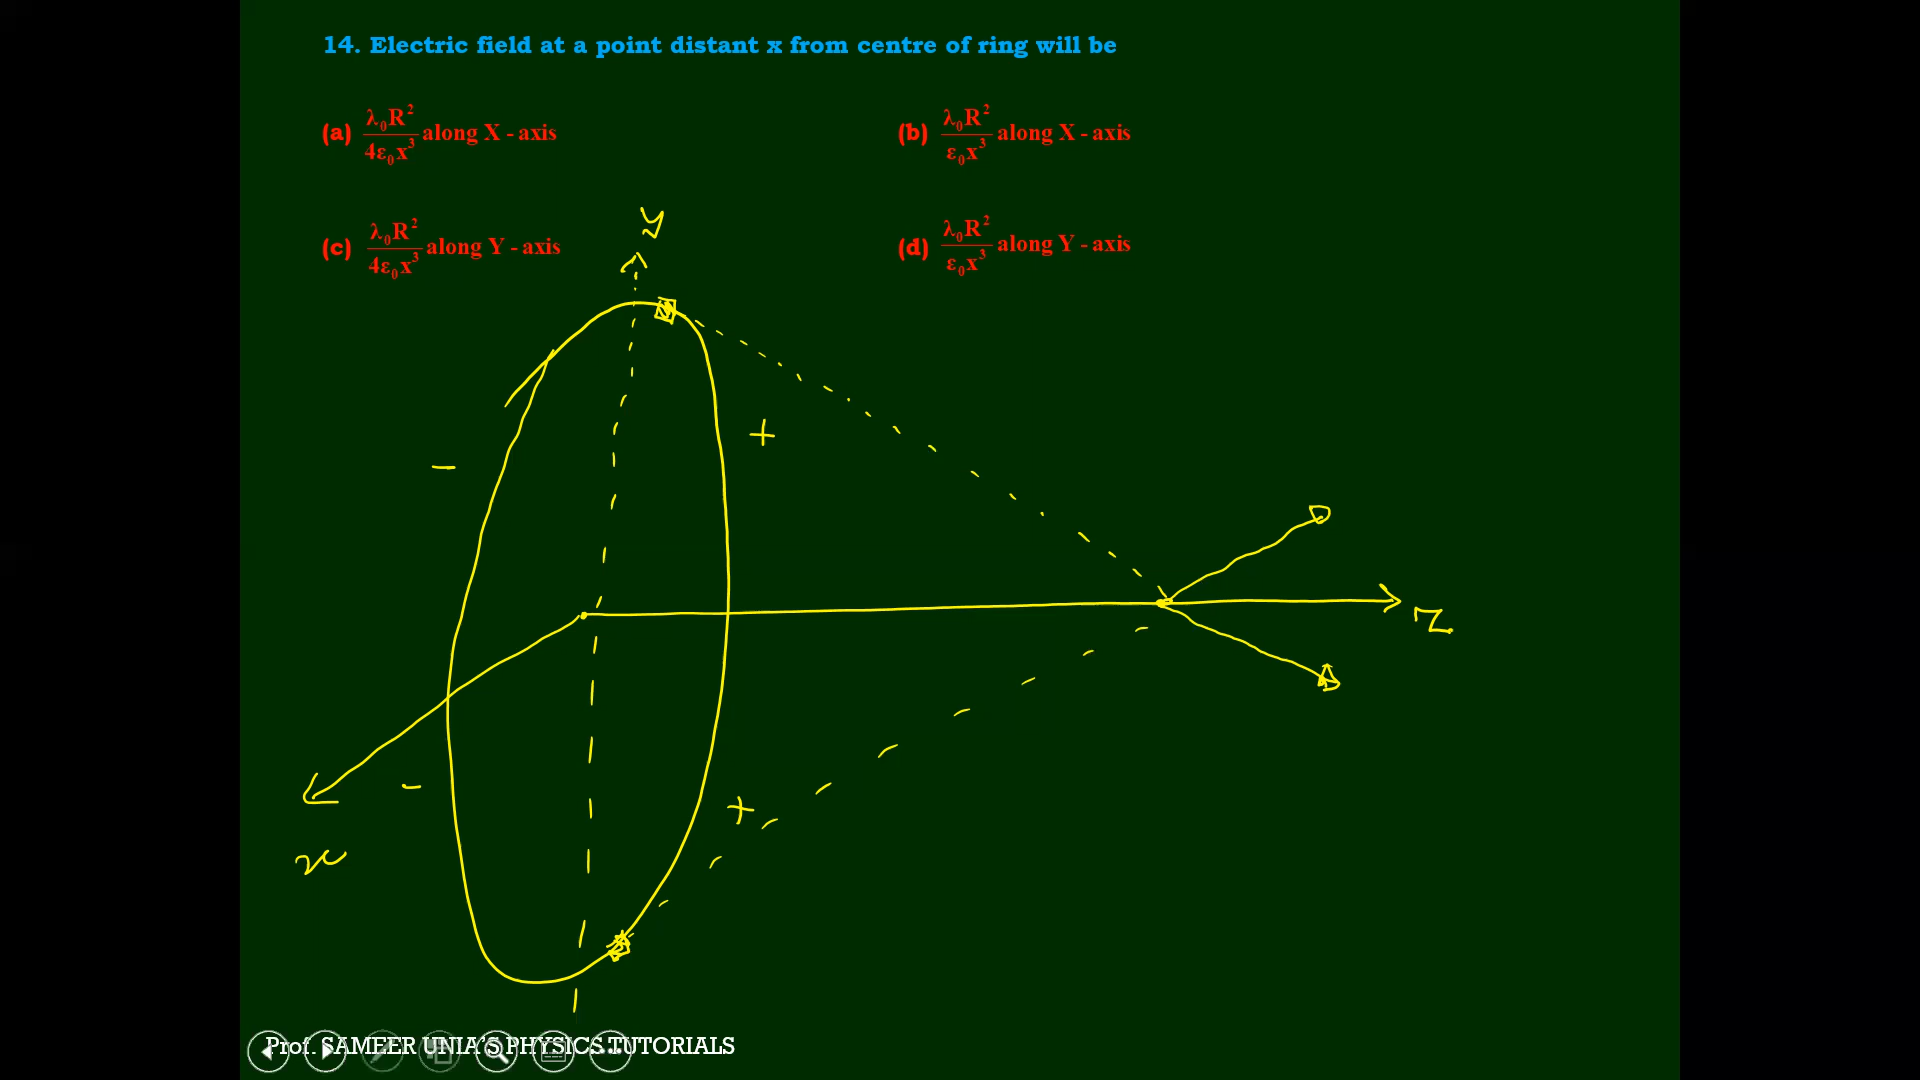 14. Electric field at a point distant x from centre of ring will be
(a) λ₀R²/4ε₀x³ along X - axis
(b) λ₀R²/ε₀x³ along X - axis
(c) λ₀R²/4ε₀x³ along Y - axis
(d) λ₀R²/ε₀x³ along Y - axis
y
+
-
z
-
+
x
Prof. SAMEER UNIA'S PHYSICS TUTORIALS